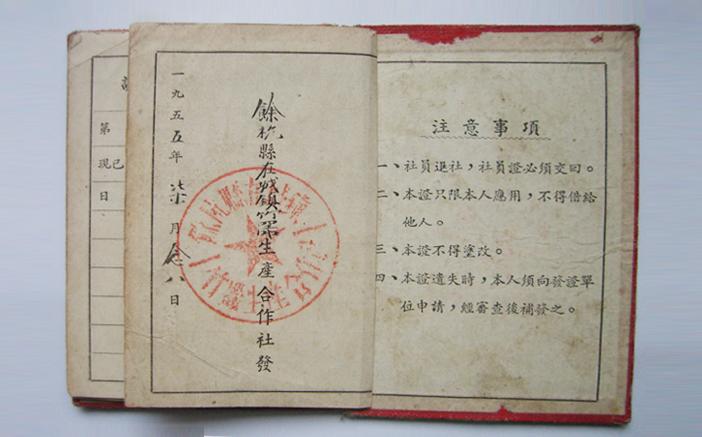 第
現已
日
一九五五年柒月念八日
餘杭縣在城鎮竹器生產合作社發
注意事項
一、社員退社，社員證必須交回。
二、本證只限本人應用，不得借給
他人。
三、本證不得塗改。
四、本證遺失時，本人須向發證單
位申請，經審查後補發之。